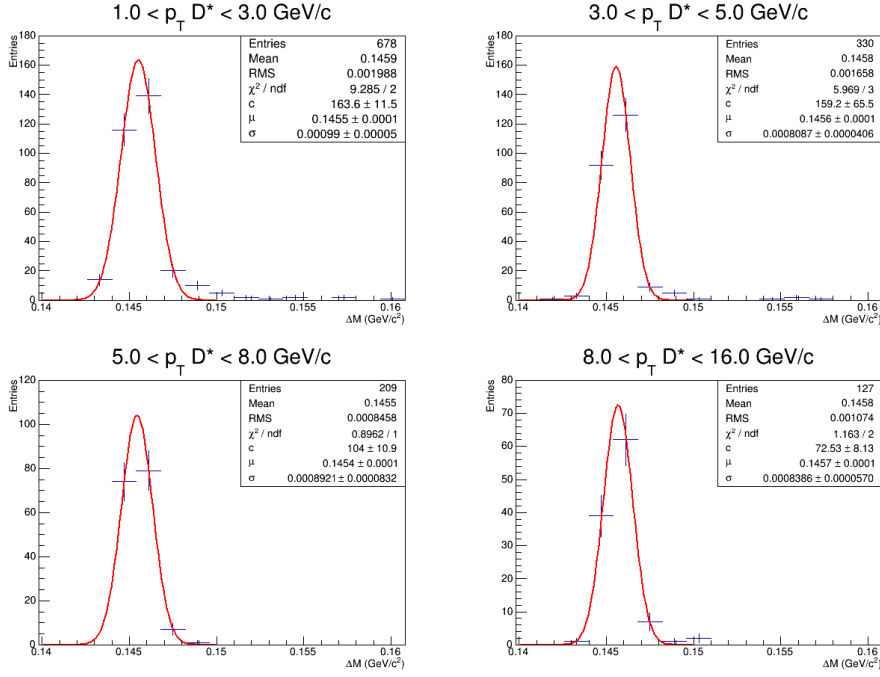 1.0 < p_T D* < 3.0 GeV/c
Entries
180
160
140
120
100
80
60
40
20
0
Entries 678
Mean 0.1459
RMS 0.001988
χ² / ndf 9.285 / 2
c 163.6 ± 11.5
μ 0.1455 ± 0.0001
σ 0.00099 ± 0.00005
0.14 0.145 0.15 0.155 0.16
ΔM (GeV/c²)
3.0 < p_T D* < 5.0 GeV/c
Entries
180
160
140
120
100
80
60
40
20
0
Entries 330
Mean 0.1458
RMS 0.001658
χ² / ndf 5.969 / 3
c 159.2 ± 65.5
μ 0.1456 ± 0.0001
σ 0.0008087 ± 0.0000406
0.14 0.145 0.15 0.155 0.16
ΔM (GeV/c²)
5.0 < p_T D* < 8.0 GeV/c
Entries
120
100
80
60
40
20
0
Entries 209
Mean 0.1455
RMS 0.0008458
χ² / ndf 0.8962 / 1
c 104 ± 10.9
μ 0.1454 ± 0.0001
σ 0.0008921 ± 0.0000832
0.14 0.145 0.15 0.155 0.16
ΔM (GeV/c²)
8.0 < p_T D* < 16.0 GeV/c
Entries
80
70
60
50
40
30
20
10
0
Entries 127
Mean 0.1458
RMS 0.001074
χ² / ndf 1.163 / 2
c 72.53 ± 8.13
μ 0.1457 ± 0.0001
σ 0.0008386 ± 0.0000570
0.14 0.145 0.15 0.155 0.16
ΔM (GeV/c²)